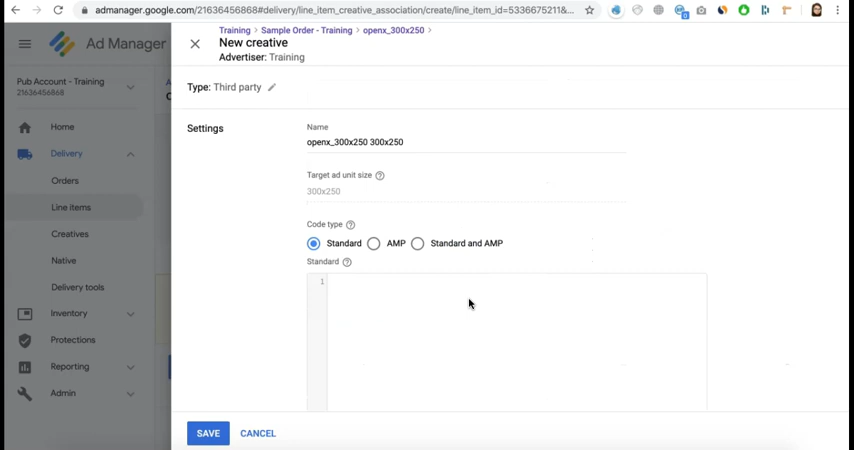 admanager.google.com/21636456868#delivery/line_item_creative_association/create/line_item_id=5336675211&...
Training > Sample Order - Training > openx_300x250 >
New creative
Advertiser: Training
Ad Manager
Pub Account - Training
21636456868
Type: Third party
Settings
Name
openx_300x250 300x250
Target ad unit size
300x250
Code type
Standard
AMP
Standard and AMP
Standard
1
Home
Delivery
Orders
Line items
Creatives
Native
Delivery tools
Inventory
Protections
Reporting
Admin
SAVE
CANCEL